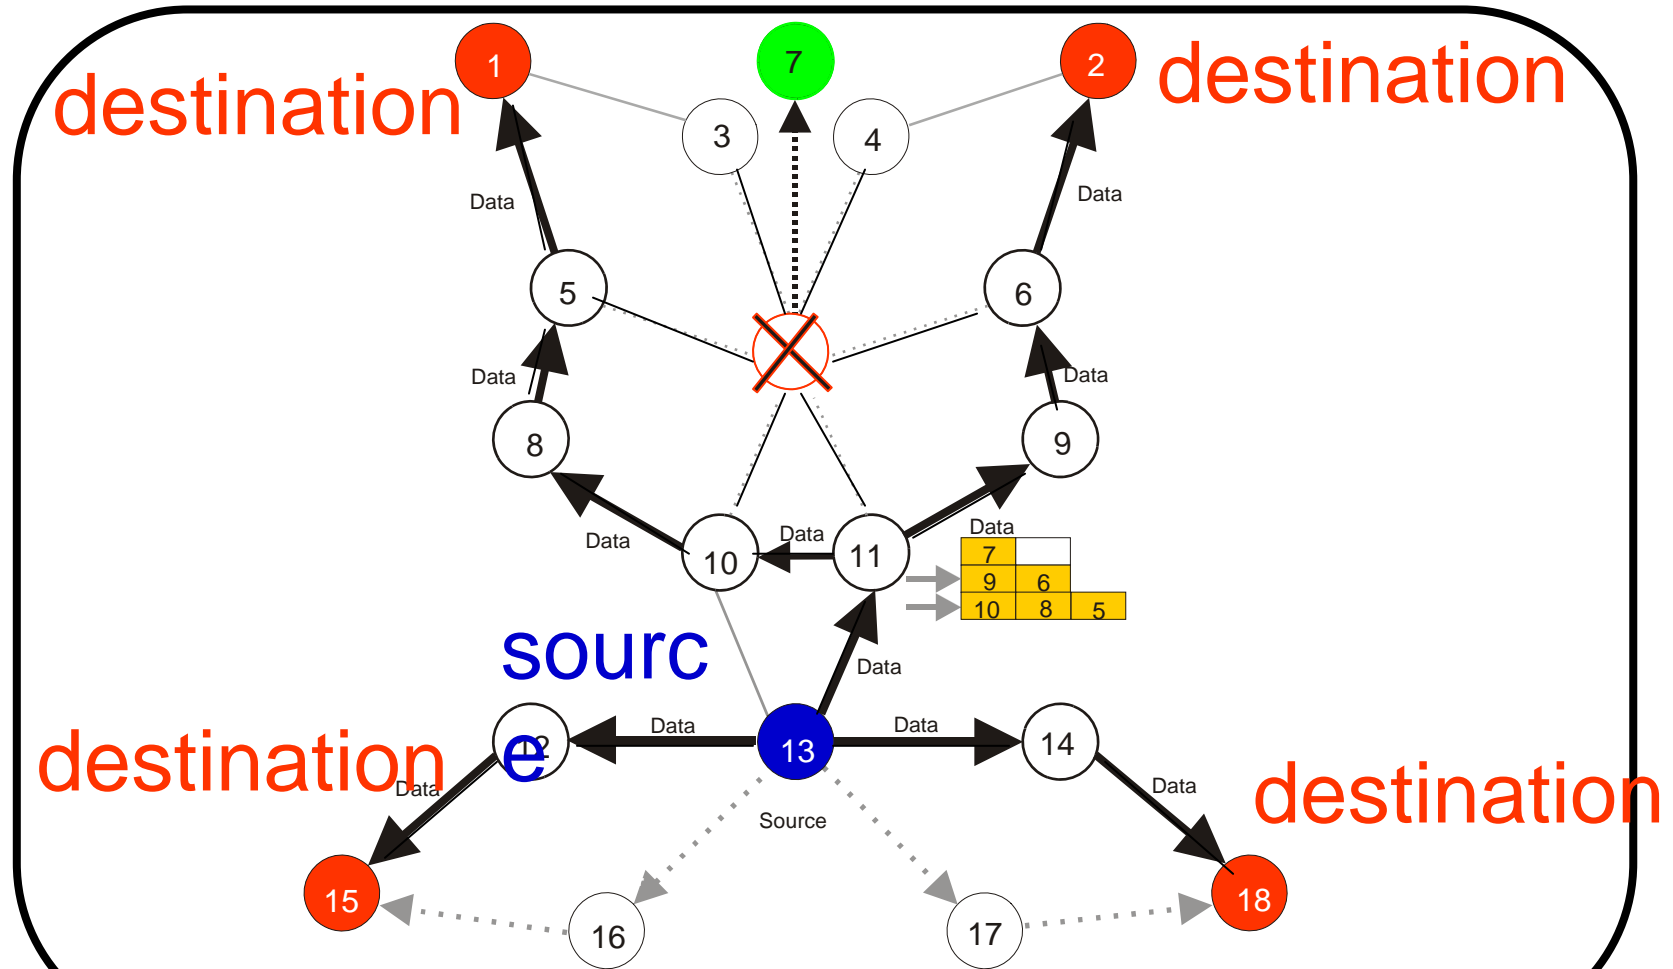 1
7
2
destination
destination
3
4
Data
Data
5
6
Data
Data
8
9
Data
Data
Data
10
11
7
9 6
10 8 5
sourc
e
Data
destination
12
Data
13
Data
14
Data
Data
destination
Source
15
18
16
17